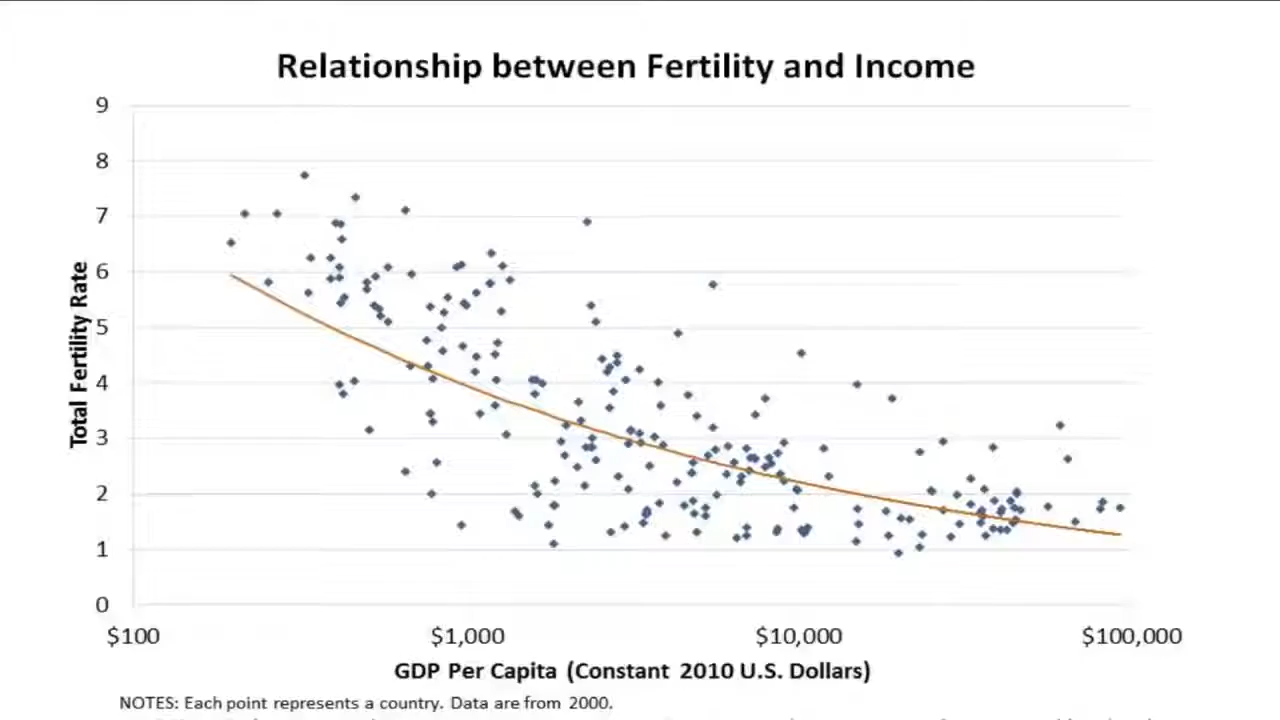 Relationship between Fertility and Income
9
8
7
6
5
4
3
2
1
0
Total Fertility Rate
$100 $1,000 $10,000 $100,000
GDP Per Capita (Constant 2010 U.S. Dollars)
NOTES: Each point represents a country. Data are from 2000.